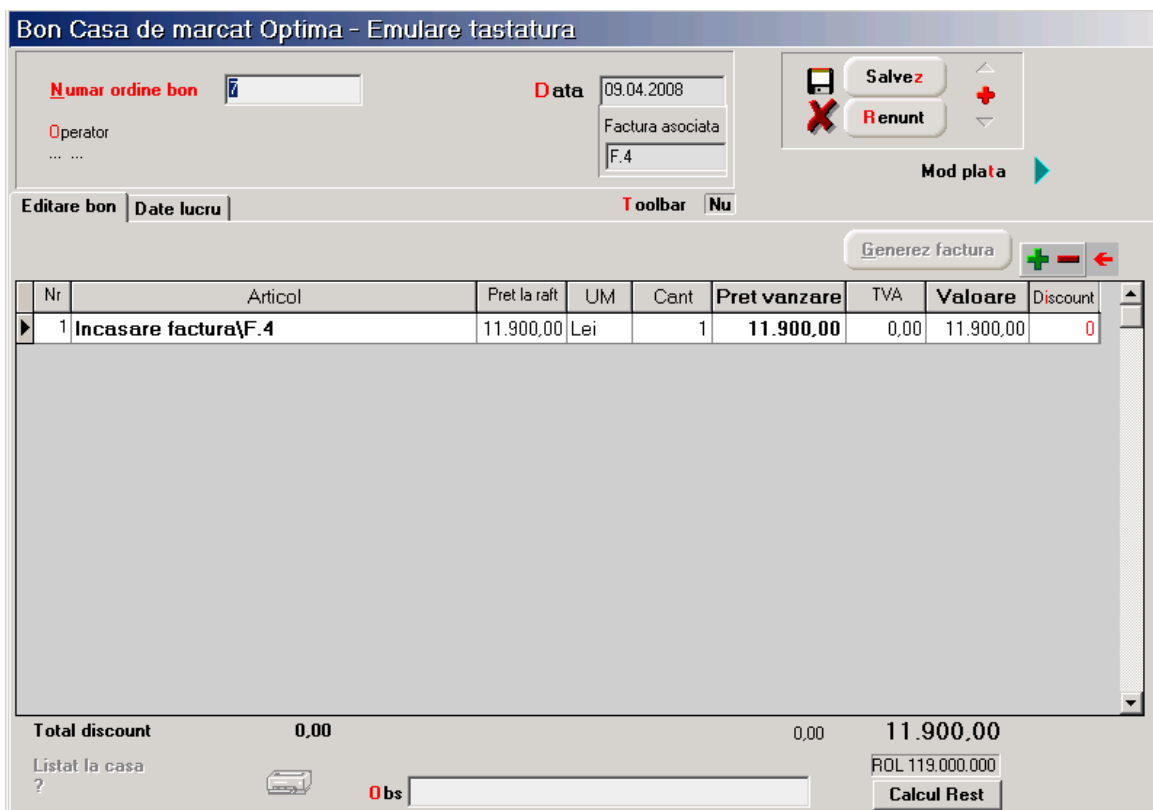 Bon Casa de marcat Optima - Emulare tastatura
Numar ordine bon 7 Data 09.04.2008
Operator
... ...
Factura asociata
F.4
Salvez
Renunt
Mod plata
Editare bon Date lucru Toolbar Nu
Generez factura
Nr Articol Pret la raft UM Cant Pret vanzare TVA Valoare Discount
1 Incasare factura\F.4 11.900,00 Lei 1 11.900,00 0,00 11.900,00 0
Total discount 0,00 0,00 11.900,00
Listat la casa
?
ROL 119.000.000
Obs
Calcul Rest